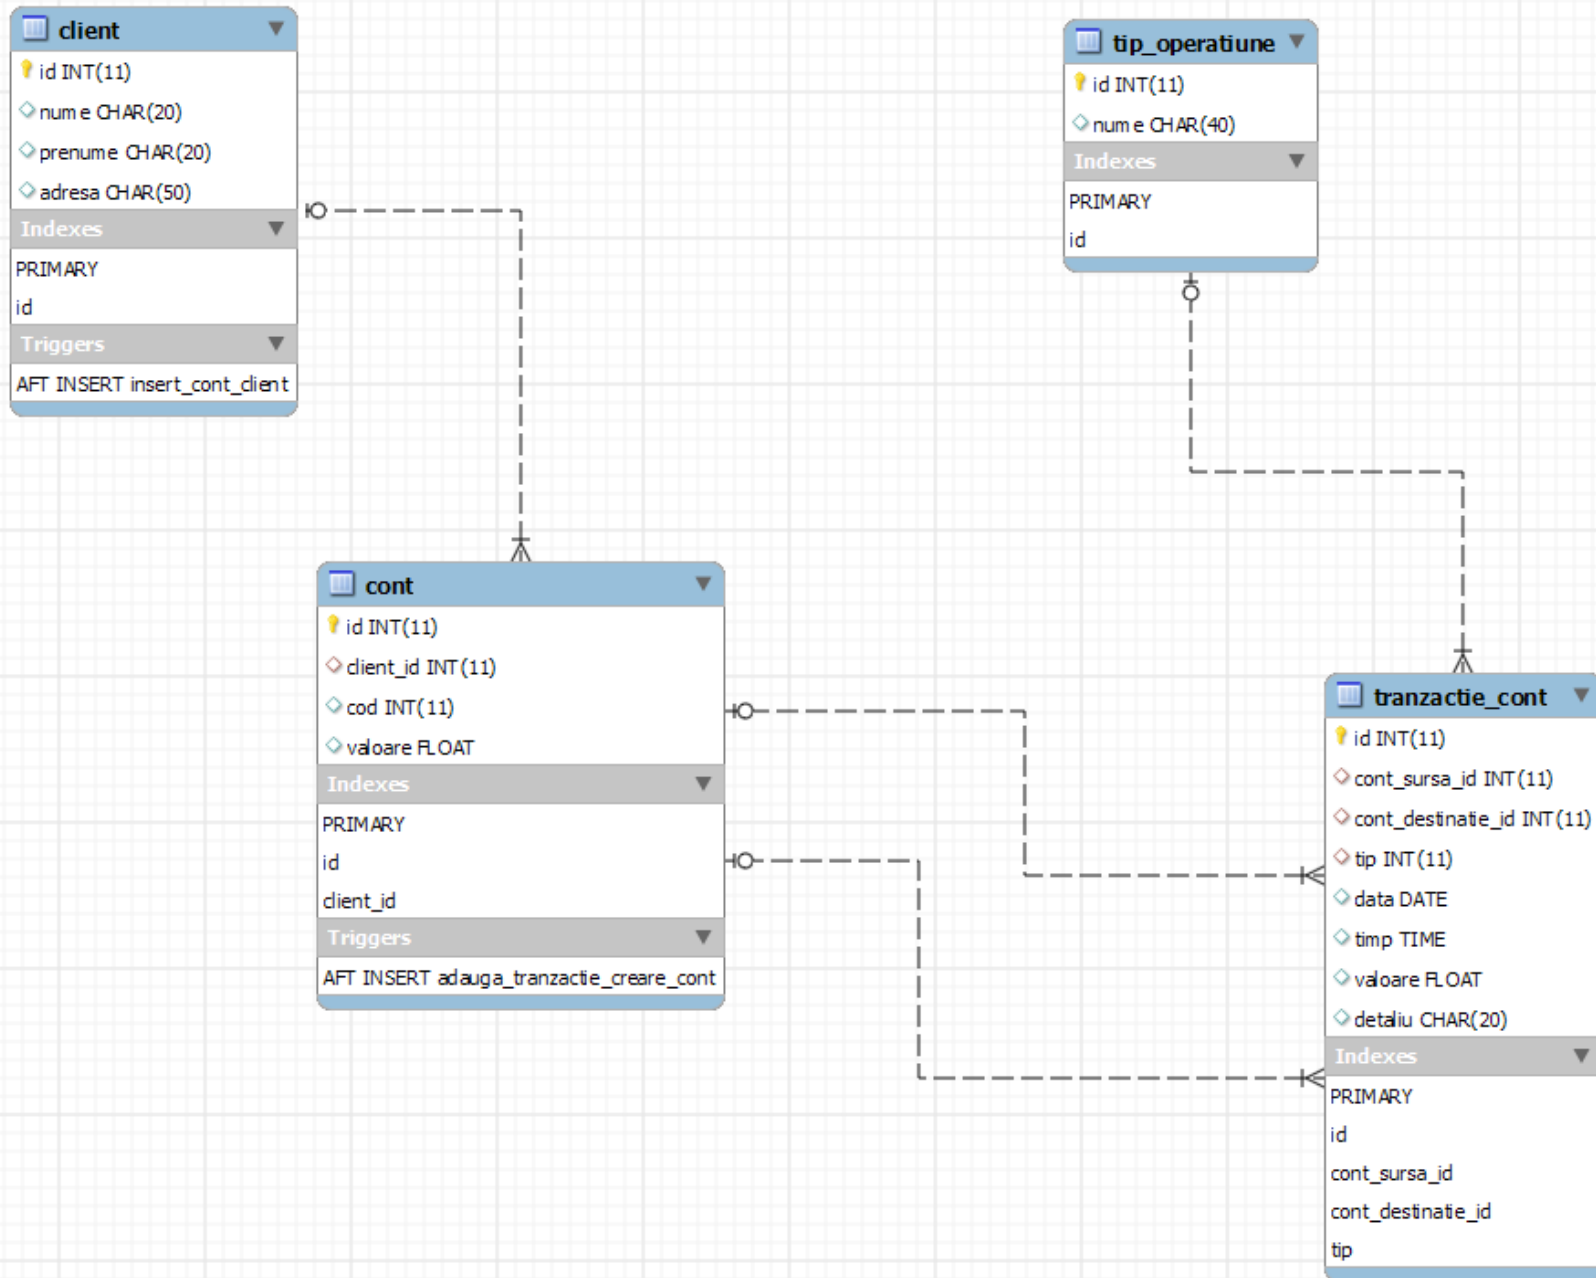 client
id INT(11)
nume CHAR(20)
prenume CHAR(20)
adresa CHAR(50)
Indexes
PRIMARY
id
Triggers
AFT INSERT insert_cont_client
tip_operatiune
id INT(11)
nume CHAR(40)
Indexes
PRIMARY
id
cont
id INT(11)
client_id INT(11)
cod INT(11)
valoare FLOAT
Indexes
PRIMARY
id
client_id
Triggers
AFT INSERT adauga_tranzactie_creare_cont
tranzactie_cont
id INT(11)
cont_sursa_id INT(11)
cont_destinatie_id INT(11)
tip INT(11)
data DATE
timp TIME
valoare FLOAT
detaliu CHAR(20)
Indexes
PRIMARY
id
cont_sursa_id
cont_destinatie_id
tip